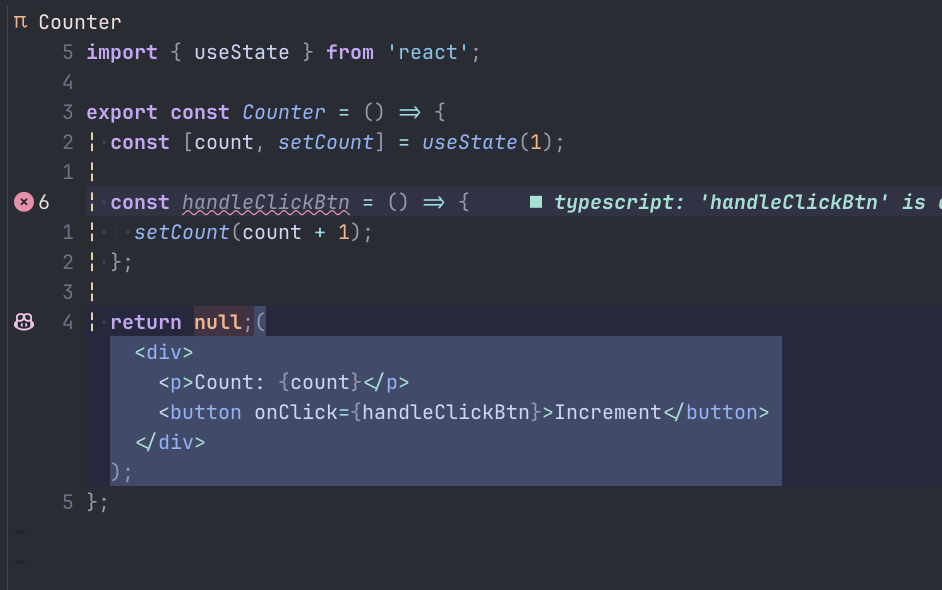 π Counter
5 import { useState } from 'react';
4
3 export const Counter = () => {
2 const [count, setCount] = useState(1);
1
6 const handleClickBtn = () => { ■ typescript: 'handleClickBtn' is
1 setCount(count + 1);
2 };
3
4 return null;(
<div>
<p>Count: {count}</p>
<button onClick={handleClickBtn}>Increment</button>
</div>
);
5 };
~
~